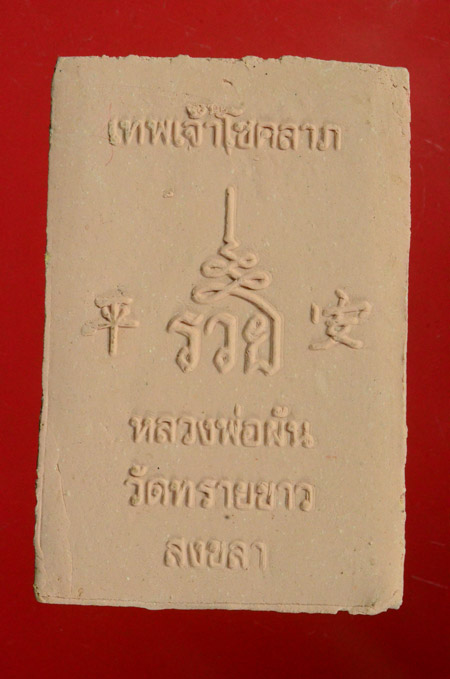 เทพเจ้าโชคลาภ
平 รวย 安
หลวงพ่อผัน
วัดทรายขาว
สงขลา